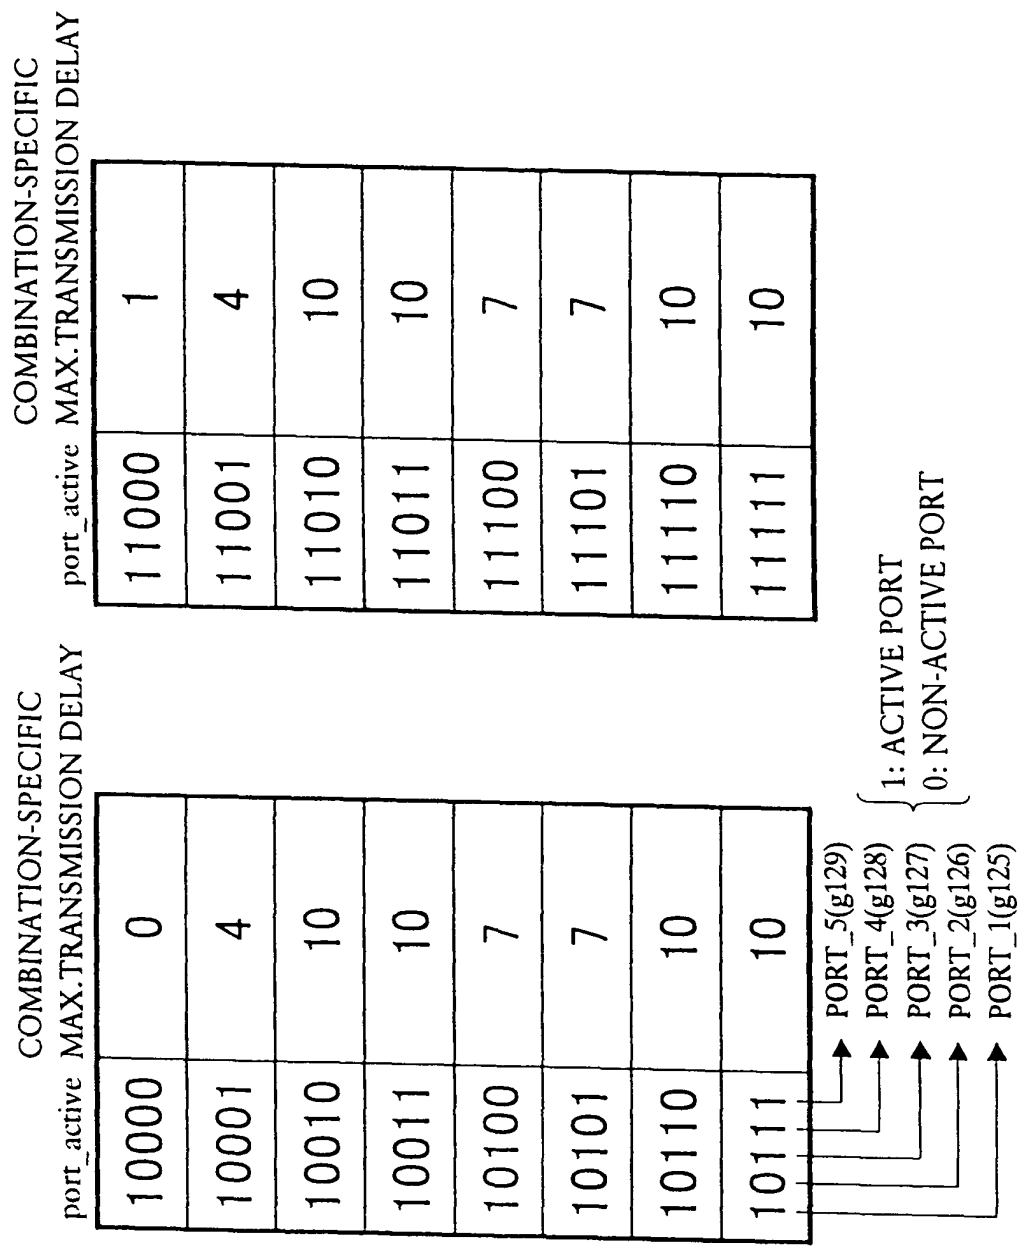 COMBINATION-SPECIFIC
port_active MAX.TRANSMISSION DELAY
10000 0
10001 4
10010 10
10011 10
10100 7
10101 7
10110 10
10111 10
PORT_5(g129)
PORT_4(g128)
PORT_3(g127)
PORT_2(g126)
PORT_1(g125)
1: ACTIVE PORT
0: NON-ACTIVE PORT
COMBINATION-SPECIFIC
port_active MAX.TRANSMISSION DELAY
11000 1
11001 4
11010 10
11011 10
11100 7
11101 7
11110 10
11111 10